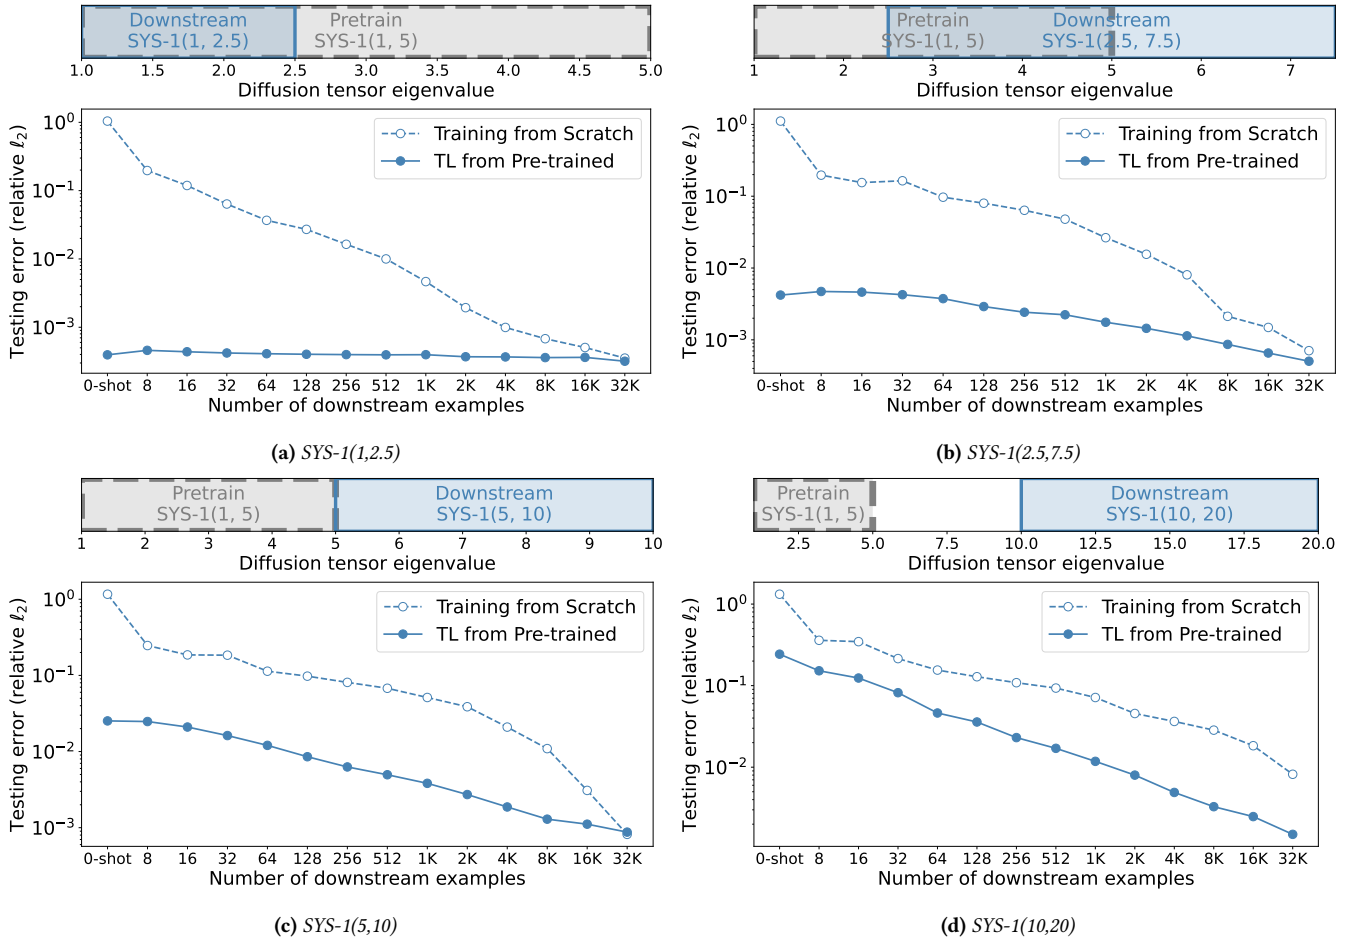 Downstream
SYS-1(1, 2.5)
Pretrain
SYS-1(1, 5)
1.0 1.5 2.0 2.5 3.0 3.5 4.0 4.5 5.0
Diffusion tensor eigenvalue
Testing error (relative ℓ₂)
10⁰
10⁻¹
10⁻²
10⁻³
Training from Scratch
TL from Pre-trained
0-shot 8 16 32 64 128 256 512 1K 2K 4K 8K 16K 32K
Number of downstream examples
(a) SYS-1(1,2.5)
Pretrain
SYS-1(1, 5)
Downstream
SYS-1(2.5, 7.5)
1 2 3 4 5 6 7
Diffusion tensor eigenvalue
Testing error (relative ℓ₂)
10⁰
10⁻¹
10⁻²
10⁻³
Training from Scratch
TL from Pre-trained
0-shot 8 16 32 64 128 256 512 1K 2K 4K 8K 16K 32K
Number of downstream examples
(b) SYS-1(2.5,7.5)
Pretrain
SYS-1(1, 5)
Downstream
SYS-1(5, 10)
1 2 3 4 5 6 7 8 9 10
Diffusion tensor eigenvalue
Testing error (relative ℓ₂)
10⁰
10⁻¹
10⁻²
10⁻³
Training from Scratch
TL from Pre-trained
0-shot 8 16 32 64 128 256 512 1K 2K 4K 8K 16K 32K
Number of downstream examples
(c) SYS-1(5,10)
Pretrain
SYS-1(1, 5)
Downstream
SYS-1(10, 20)
2.5 5.0 7.5 10.0 12.5 15.0 17.5 20.0
Diffusion tensor eigenvalue
Testing error (relative ℓ₂)
10⁰
10⁻¹
10⁻²
Training from Scratch
TL from Pre-trained
0-shot 8 16 32 64 128 256 512 1K 2K 4K 8K 16K 32K
Number of downstream examples
(d) SYS-1(10,20)